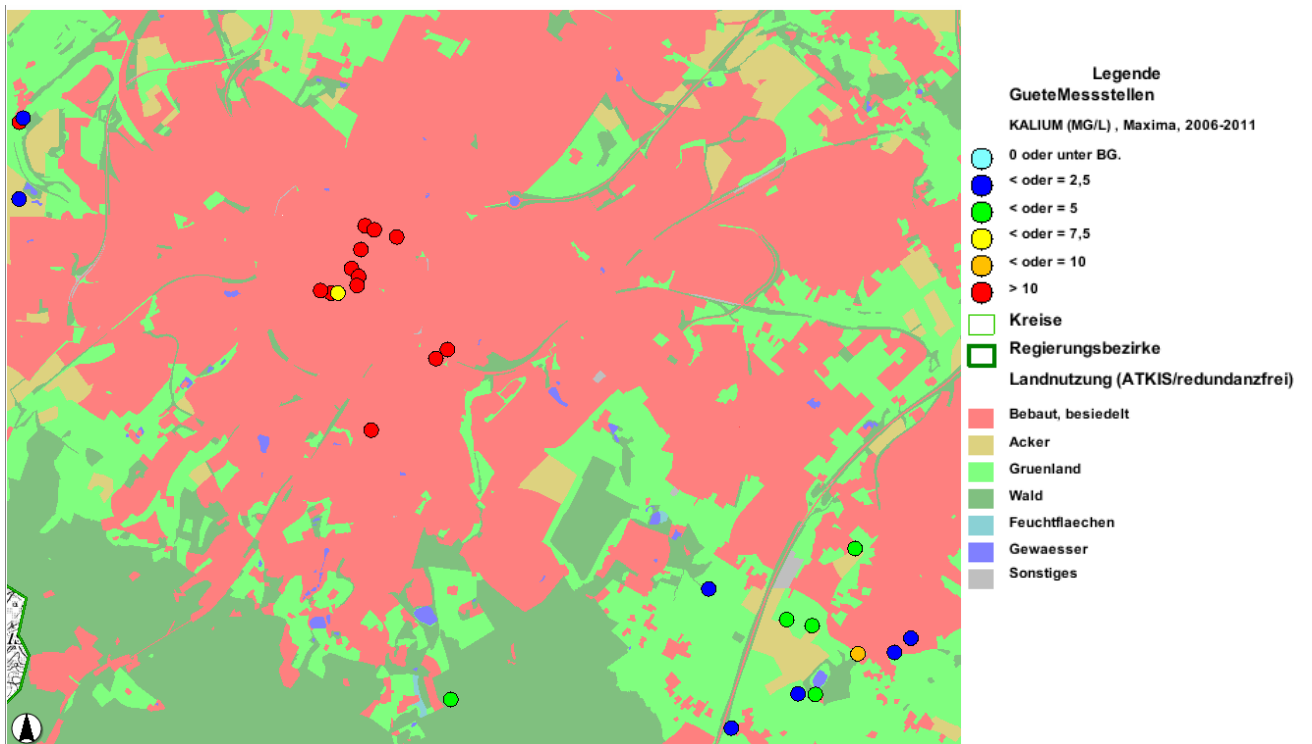 Legende
GueteMessstellen
KALIUM (MG/L) , Maxima, 2006-2011
0 oder unter BG.
< oder = 2,5
< oder = 5
< oder = 7,5
< oder = 10
> 10
Kreise
Regierungsbezirke
Landnutzung (ATKIS/redundanzfrei)
Bebaut, besiedelt
Acker
Gruenland
Wald
Feuchtflaechen
Gewaesser
Sonstiges